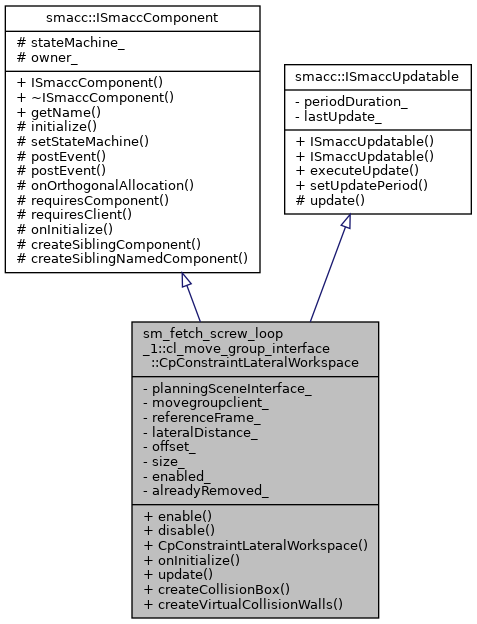 smacc::ISmaccComponent
# stateMachine_
# owner_
+ ISmaccComponent()
+ ~ISmaccComponent()
+ getName()
# initialize()
# setStateMachine()
# postEvent()
# postEvent()
# onOrthogonalAllocation()
# requiresComponent()
# requiresClient()
# onInitialize()
# createSiblingComponent()
# createSiblingNamedComponent()
smacc::ISmaccUpdatable
- periodDuration_
- lastUpdate_
+ ISmaccUpdatable()
+ ISmaccUpdatable()
+ executeUpdate()
+ setUpdatePeriod()
# update()
sm_fetch_screw_loop
_1::cl_move_group_interface
::CpConstraintLateralWorkspace
- planningSceneInterface_
- movegroupclient_
- referenceFrame_
- lateralDistance_
- offset_
- size_
- enabled_
- alreadyRemoved_
+ enable()
+ disable()
+ CpConstraintLateralWorkspace()
+ onInitialize()
+ update()
+ createCollisionBox()
+ createVirtualCollisionWalls()